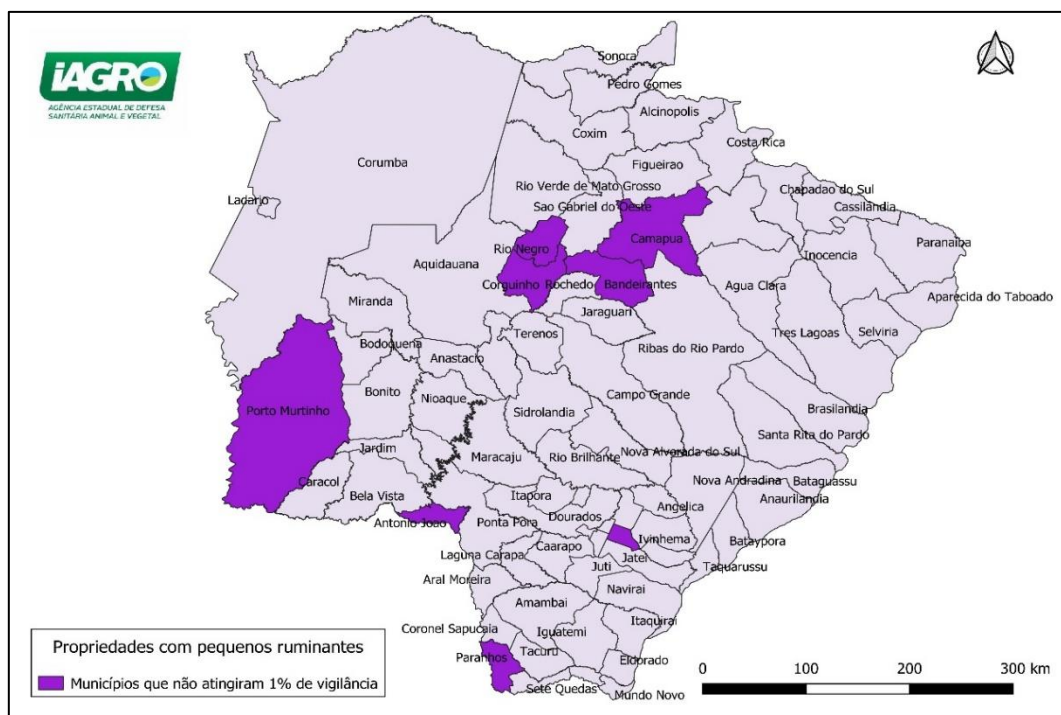 iAGRO
AGÊNCIA ESTADUAL DE DEFESA
SANITÁRIA ANIMAL E VEGETAL
Sonora
Pedro Gomes
Alcinopolis
Coxim
Costa Rica
Figueirao
Corumba
Rio Verde de Mato Grosso
Chapadao do Sul
Ladario
Sao Gabriel do Oeste
Cassilandia
Camapua
Paranaiba
Rio Negro
Inocencia
Aquidauana
Corguinho
Rochedo
Bandeirantes
Agua Clara
Aparecida do Taboado
Miranda
Jaraguari
Tres Lagoas
Selviria
Terenos
Bodoquena
Ribas do Rio Pardo
Anastacio
Bonito
Nioaque
Campo Grande
Porto Murtinho
Sidrolandia
Brasilandia
Santa Rita do Pardo
Jardim
Nova Alvorada do Sul
Maracaju
Rio Brilhante
Caracol
Nova Andradina
Bataguassu
Bela Vista
Itapora
Anaurilandia
Angelica
Antonio Joao
Ponta Pora
Dourados
Ivinhema
Bataypora
Laguna Carapa
Caarapo
Jatei
Juti
Taquarussu
Aral Moreira
Navirai
Amambai
Itaquirai
Coronel Sapucaia
Iguatemi
Paranhos
Tacuru
Eldorado
Sete Quedas
Mundo Novo
Propriedades com pequenos ruminantes
Municípios que não atingiram 1% de vigilância
0 100 200 300 km